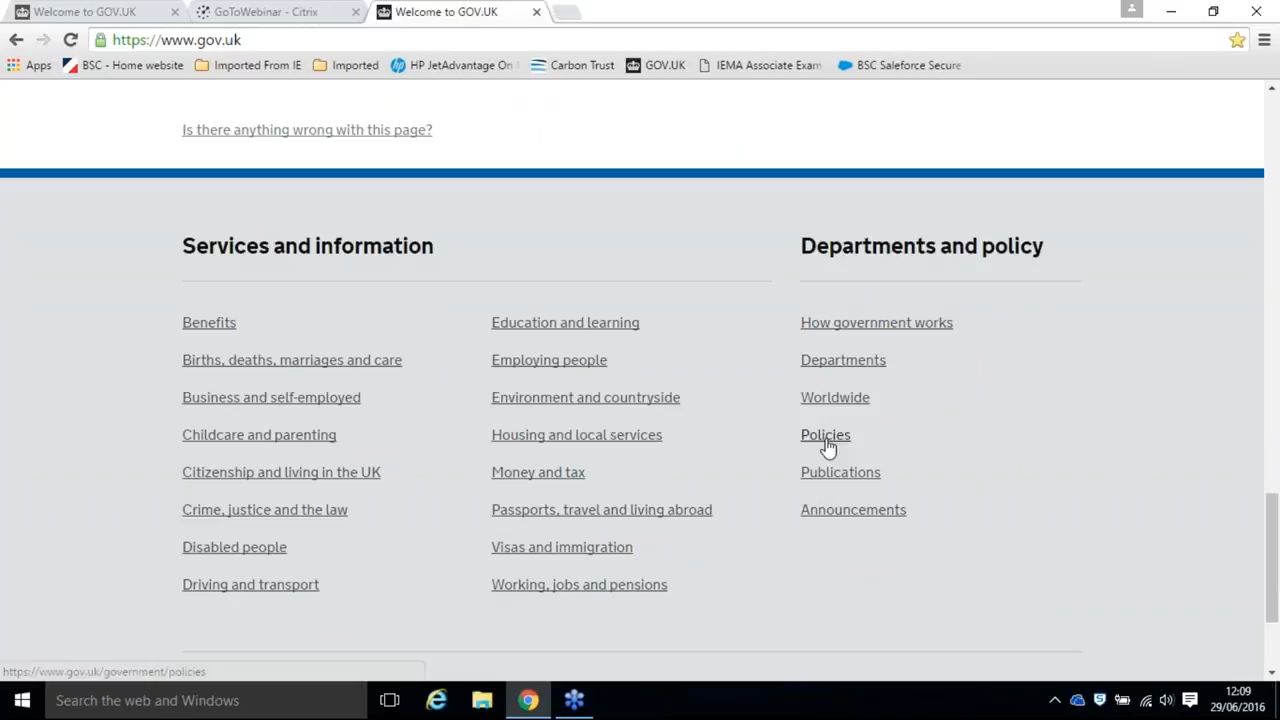 Welcome to GOV.UK
GoToWebinar - Citrix
Welcome to GOV.UK
https://www.gov.uk
Apps
BSC - Home website
Imported From IE
Imported
HP JetAdvantage On
Carbon Trust
GOV.UK
IEMA Associate Exam
BSC Saleforce Secure
Is there anything wrong with this page?
Services and information
Benefits
Births, deaths, marriages and care
Business and self-employed
Childcare and parenting
Citizenship and living in the UK
Crime, justice and the law
Disabled people
Driving and transport
Education and learning
Employing people
Environment and countryside
Housing and local services
Money and tax
Passports, travel and living abroad
Visas and immigration
Working, jobs and pensions
Departments and policy
How government works
Departments
Worldwide
Policies
Publications
Announcements
https://www.gov.uk/government/policies
Search the web and Windows
12:09
29/06/2016